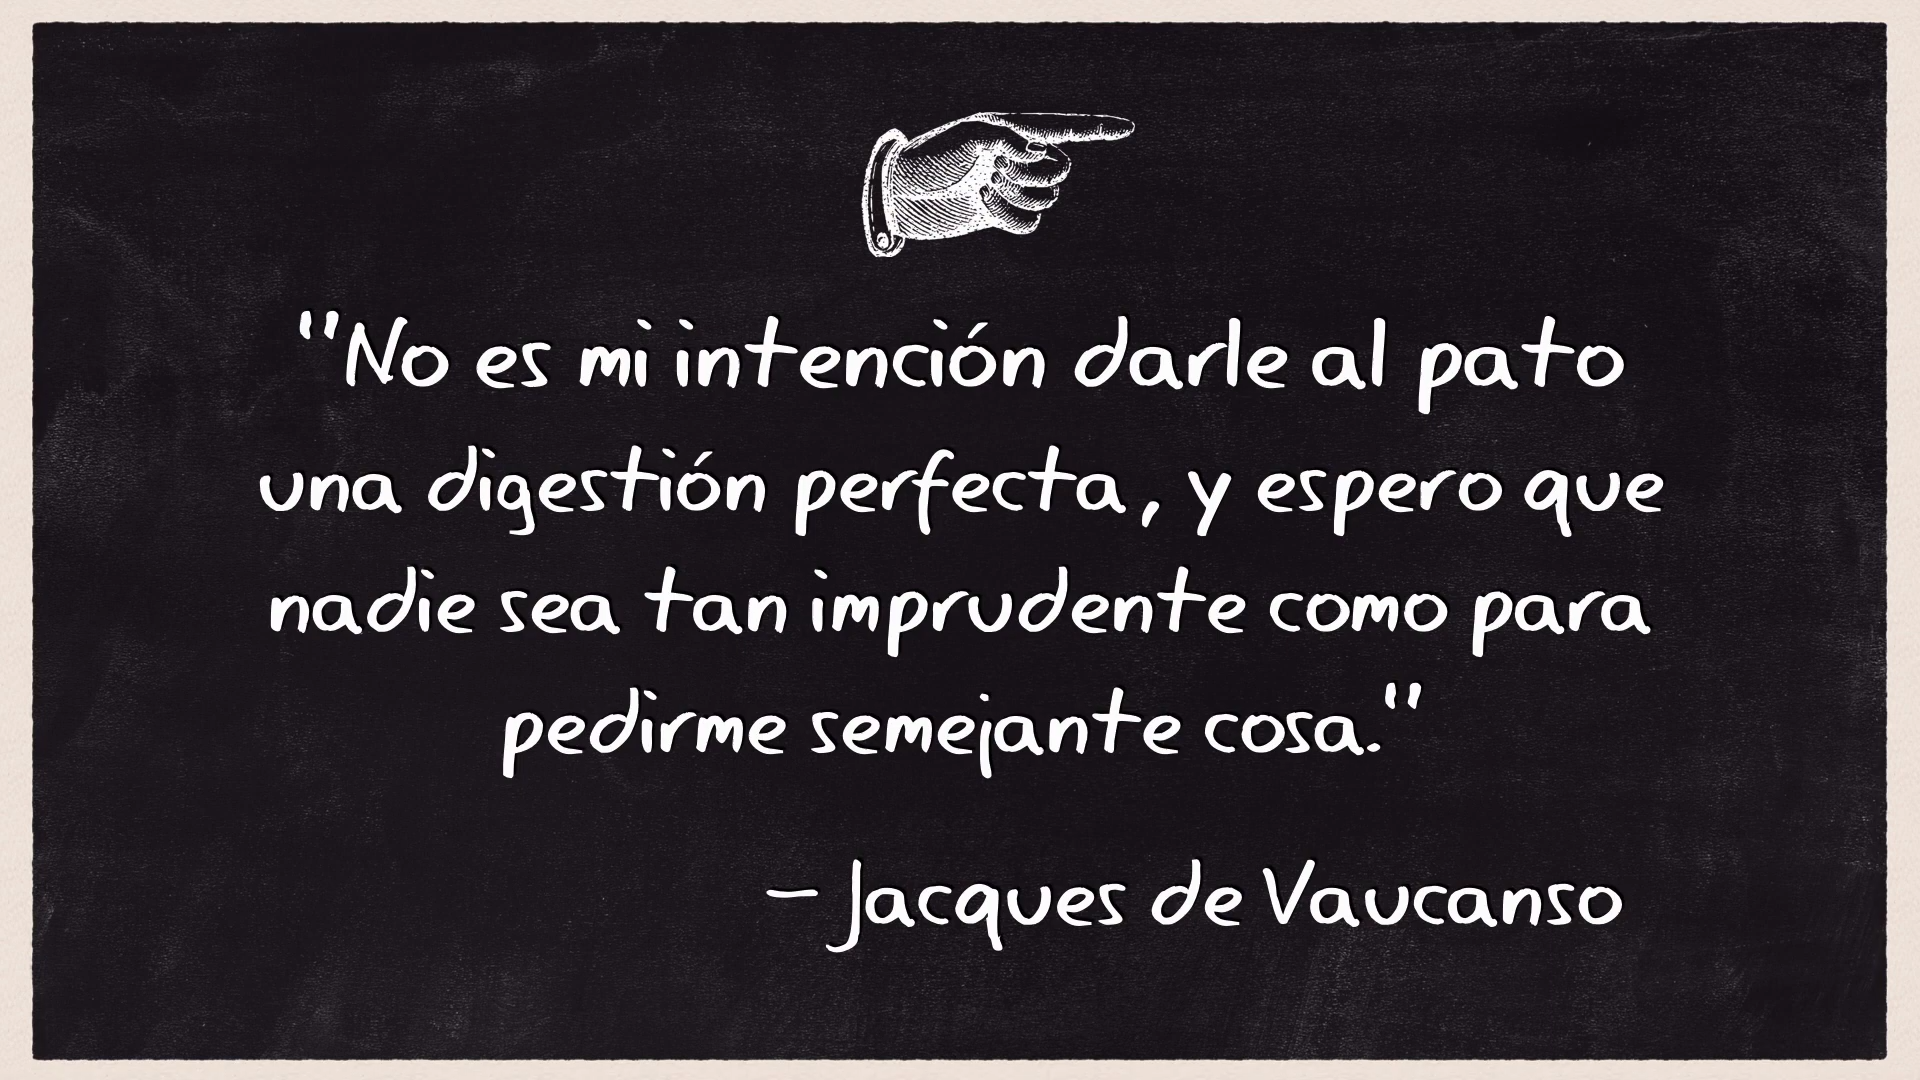 "No es mi intención darle al pato
una digestión perfecta, y espero que
nadie sea tan imprudente como para
pedirme semejante cosa."
– Jacques de Vaucanso